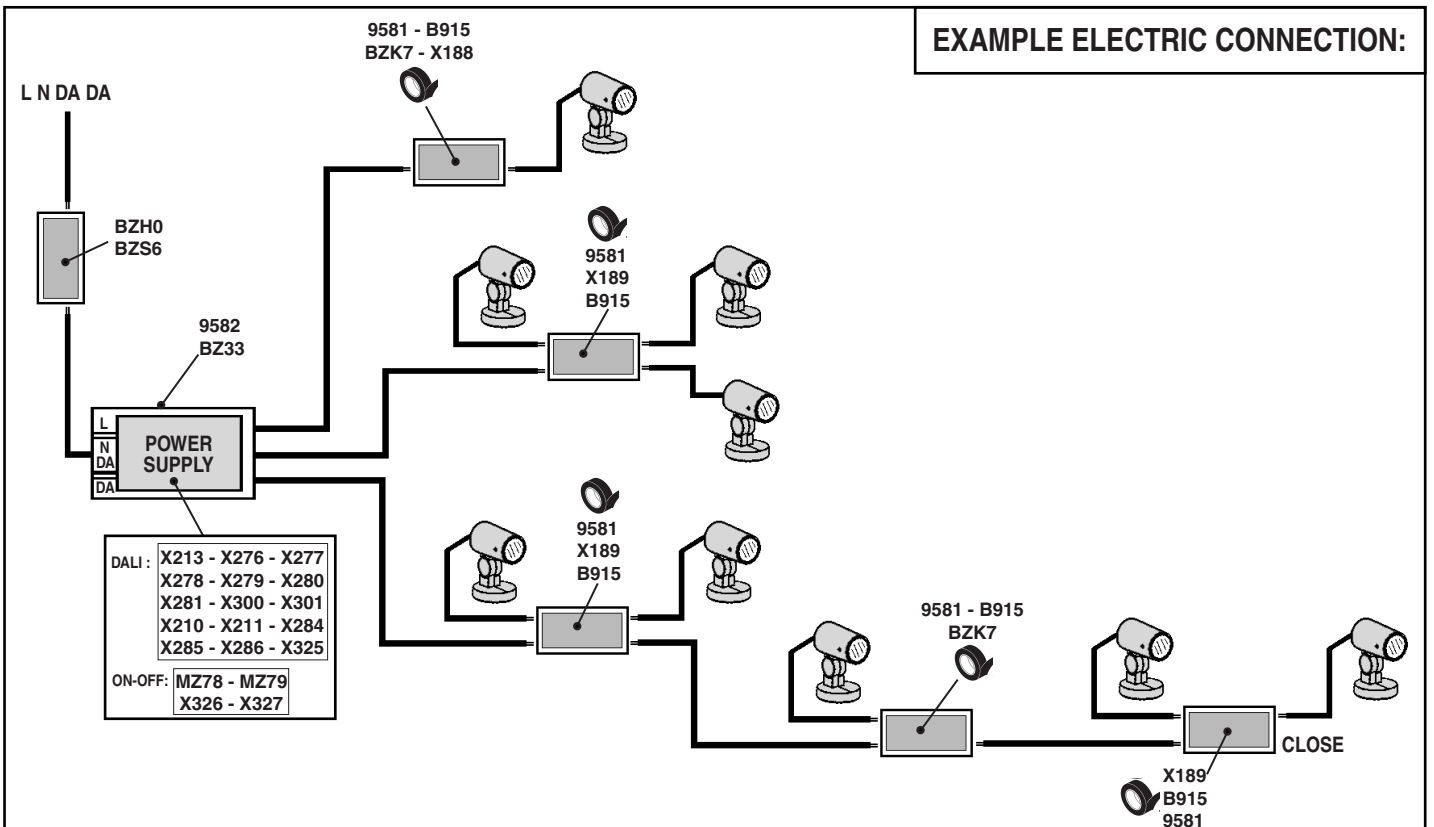 EXAMPLE ELECTRIC CONNECTION:
9581 - B915
BZK7 - X188
L N DA DA
BZH0
BZS6
9581
X189
B915
9582
BZ33
L
N
DA
DA
POWER
SUPPLY
9581
X189
B915
DALI :
X213 - X276 - X277
X278 - X279 - X280
X281 - X300 - X301
X210 - X211 - X284
X285 - X286 - X325
ON-OFF:
MZ78 - MZ79
X326 - X327
9581 - B915
BZK7
CLOSE
X189
B915
9581